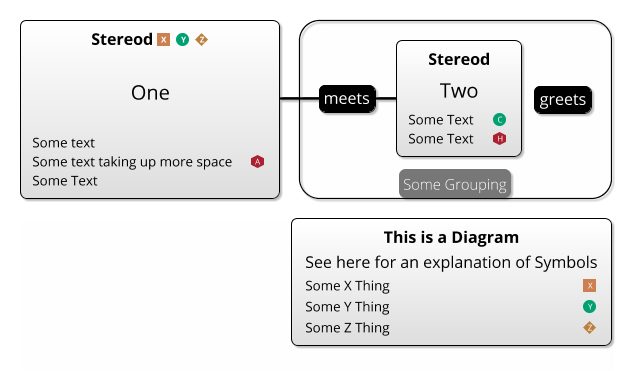 Stereod X Y Z
One
Some text
Some text taking up more space A
Some Text
meets
Stereod
Two
Some Text C
Some Text H
greets
Some Grouping
This is a Diagram
See here for an explanation of Symbols
Some X Thing X
Some Y Thing Y
Some Z Thing Z